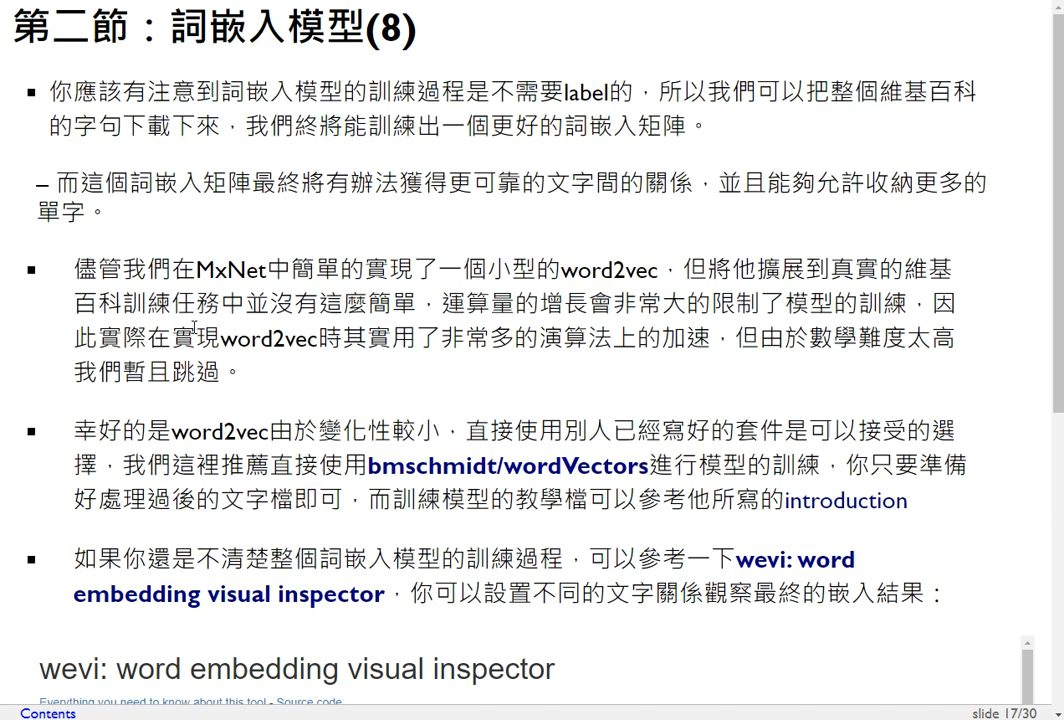 第二節：詞嵌入模型(8)
▪ 你應該有注意到詞嵌入模型的訓練過程是不需要label的，所以我們可以把整個維基百科
的字句下載下來，我們終將能訓練出一個更好的詞嵌入矩陣。
– 而這個詞嵌入矩陣最終將有辦法獲得更可靠的文字間的關係，並且能夠允許收納更多的
單字。
▪ 儘管我們在MxNet中簡單的實現了一個小型的word2vec，但將他擴展到真實的維基
百科訓練任務中並沒有這麼簡單，運算量的增長會非常大的限制了模型的訓練，因
此實際在實現word2vec時其實用了非常多的演算法上的加速，但由於數學難度太高
我們暫且跳過。
▪ 幸好的是word2vec由於變化性較小，直接使用別人已經寫好的套件是可以接受的選
擇，我們這裡推薦直接使用bmschmidt/wordVectors進行模型的訓練，你只要準備
好處理過後的文字檔即可，而訓練模型的教學檔可以參考他所寫的introduction
▪ 如果你還是不清楚整個詞嵌入模型的訓練過程，可以參考一下wevi: word
embedding visual inspector，你可以設置不同的文字關係觀察最終的嵌入結果：
wevi: word embedding visual inspector
Everything you need to know about this tool - Source code
Contents
slide 17/30